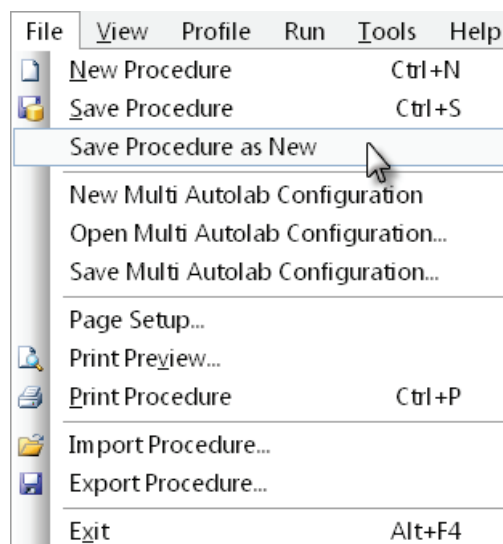 File View Profile Run Tools Help
New Procedure Ctrl+N
Save Procedure Ctrl+S
Save Procedure as New
New Multi Autolab Configuration
Open Multi Autolab Configuration...
Save Multi Autolab Configuration...
Page Setup...
Print Preview...
Print Procedure Ctrl+P
Import Procedure...
Export Procedure...
Exit Alt+F4